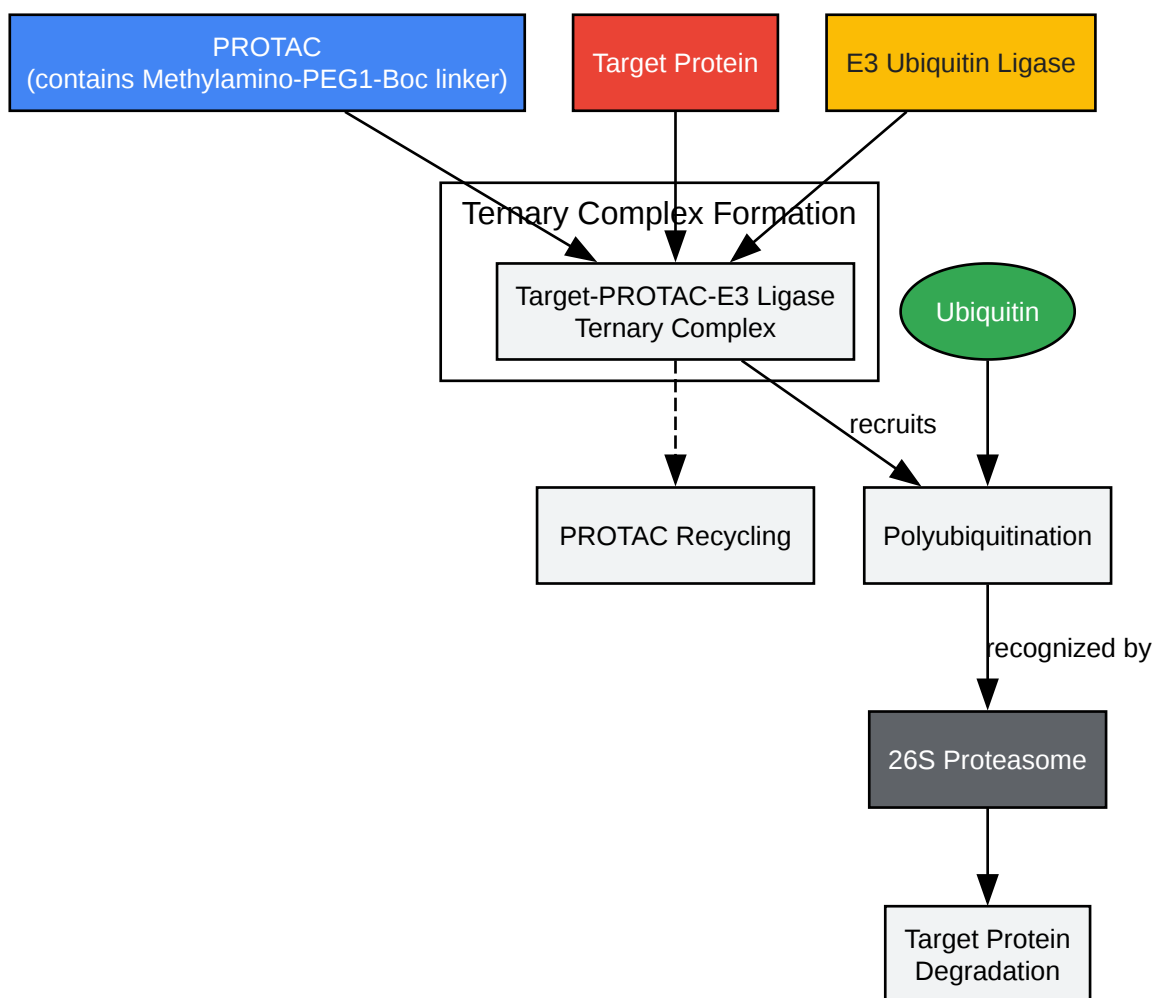 PROTAC
(contains Methylamino-PEG1-Boc linker)
Target Protein
E3 Ubiquitin Ligase
Ternary Complex Formation
Target-PROTAC-E3 Ligase
Ternary Complex
Ubiquitin
recruits
PROTAC Recycling
Polyubiquitination
recognized by
26S Proteasome
Target Protein
Degradation